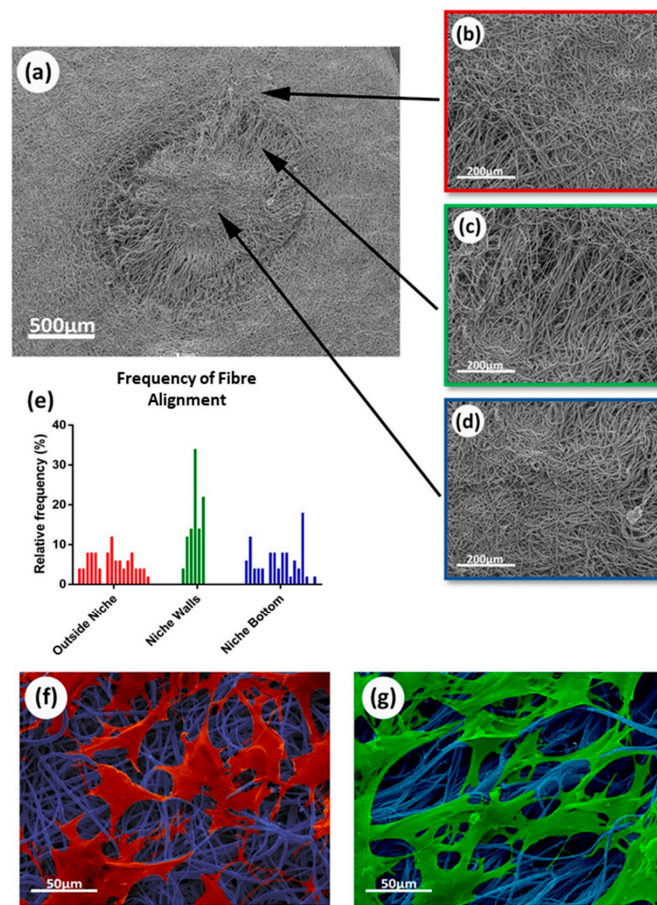 (a)
500µm
(b)
200µm
(c)
200µm
(d)
200µm
(e)
Frequency of Fibre
Alignment
Relative frequency (%)
40
30
20
10
0
Outside Niche
Niche Walls
Niche Bottom
(f)
50µm
(g)
50µm